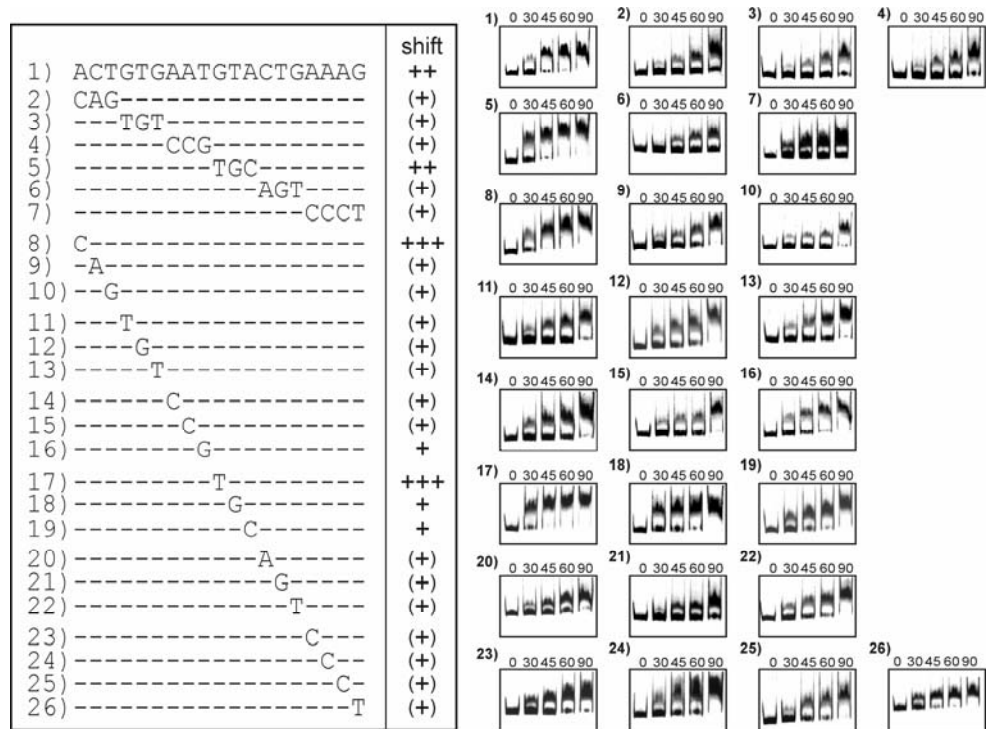 shift
1) ACTGTGAATGTACTGAAAG ++
2) CAG---------------- (+)
3) ---TGT------------- (+)
4) ------CCG---------- (+)
5) ---------TGC------- ++
6) ------------AGT---- (+)
7) ---------------CCCT (+)
8) C------------------ +++
9) -A----------------- (+)
10) --G---------------- (+)
11) ---T--------------- (+)
12) ----G-------------- (+)
13) -----T------------- (+)
14) ------C------------ (+)
15) -------C----------- (+)
16) --------G---------- +
17) ---------T--------- +++
18) ----------G-------- +
19) -----------C------- +
20) ------------A------ (+)
21) -------------G----- (+)
22) --------------T---- (+)
23) ---------------C--- (+)
24) ----------------C-- (+)
25) -----------------C- (+)
26) ------------------T (+)
1) 0 30 45 60 90
2) 0 30 45 60 90
3) 0 30 45 60 90
4) 0 30 45 60 90
5) 0 30 45 60 90
6) 0 30 45 60 90
7) 0 30 45 60 90
8) 0 30 45 60 90
9) 0 30 45 60 90
10) 0 30 45 60 90
11) 0 30 45 60 90
12) 0 30 45 60 90
13) 0 30 45 60 90
14) 0 30 45 60 90
15) 0 30 45 60 90
16) 0 30 45 60 90
17) 0 30 45 60 90
18) 0 30 45 60 90
19) 0 30 45 60 90
20) 0 30 45 60 90
21) 0 30 45 60 90
22) 0 30 45 60 90
23) 0 30 45 60 90
24) 0 30 45 60 90
25) 0 30 45 60 90
26) 0 30 45 60 90